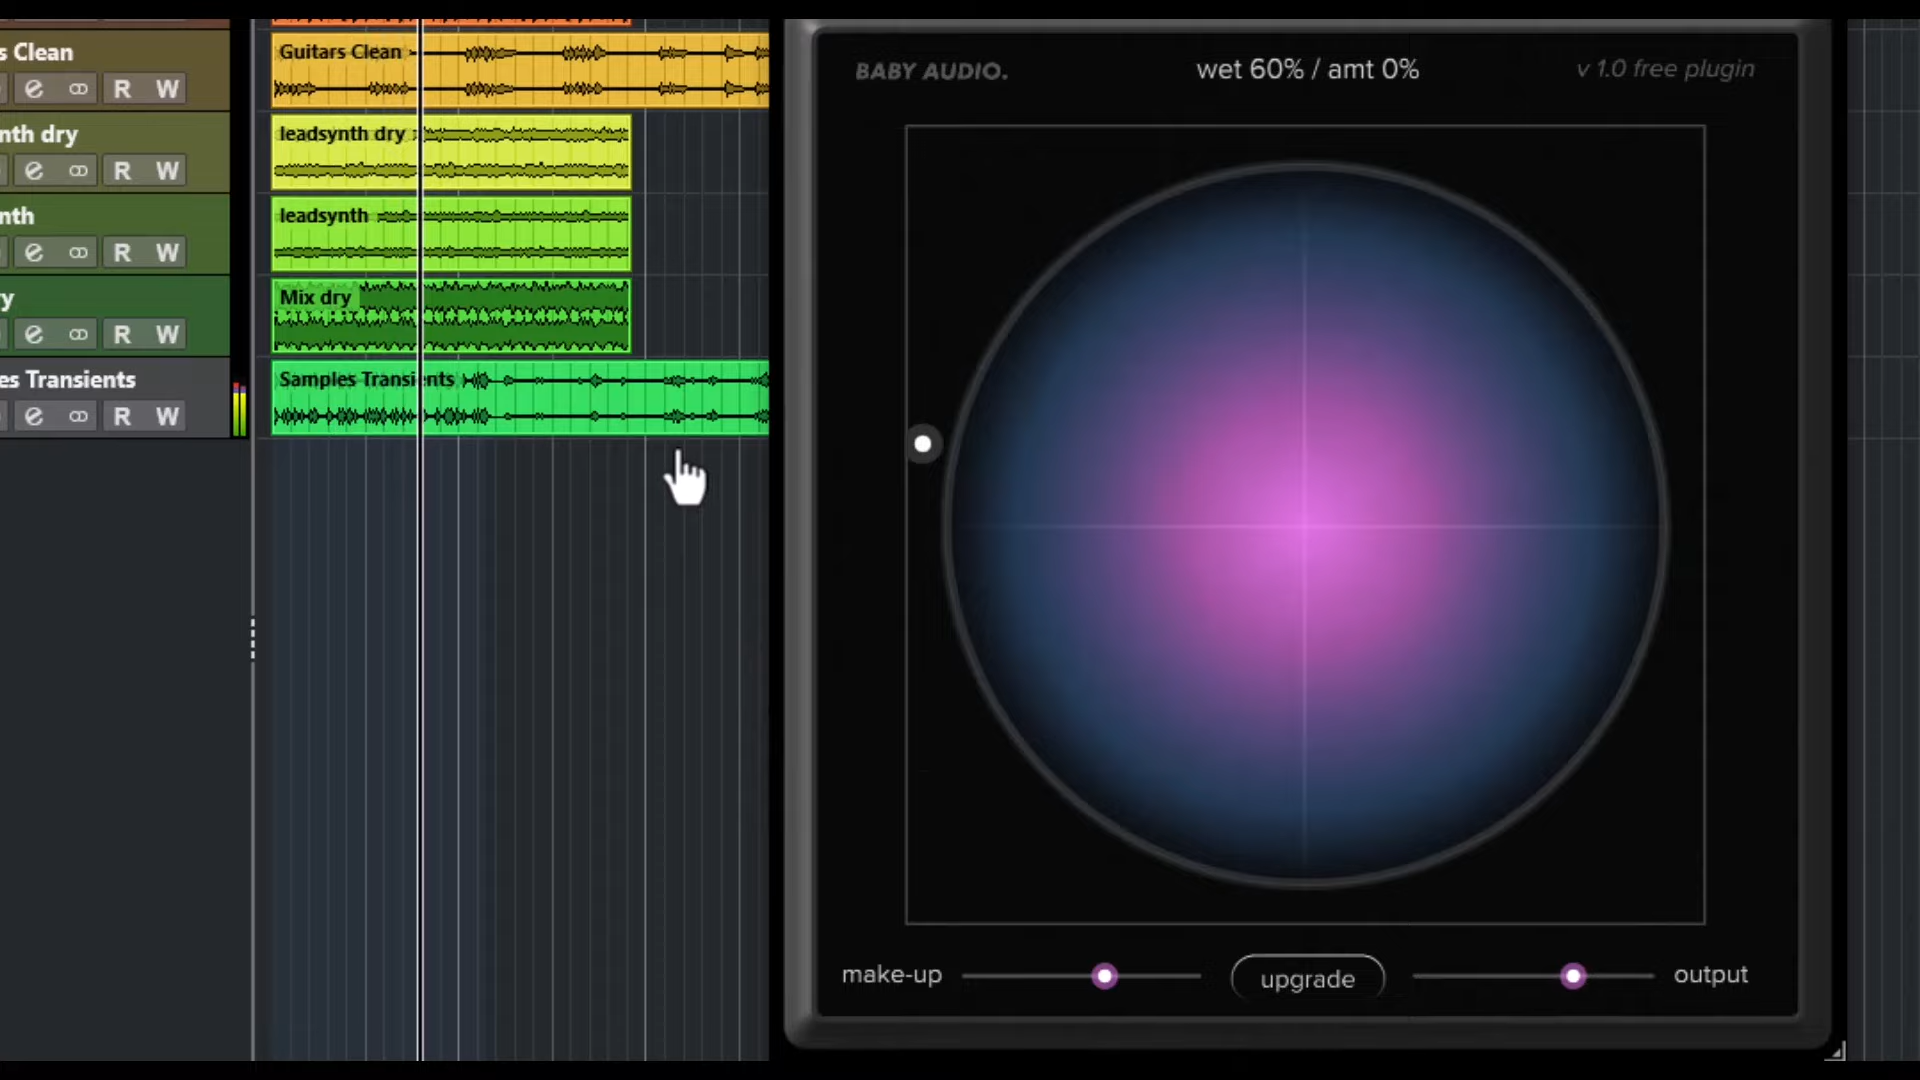 s Clean
R W
Guitars Clean
nth dry
R W
leadsynth dry
nth
R W
leadsynth
y
R W
Mix dry
es Transients
R W
Samples Transients
BABY AUDIO.
wet 60% / amt 0%
v 1.0 free plugin
make-up
upgrade
output